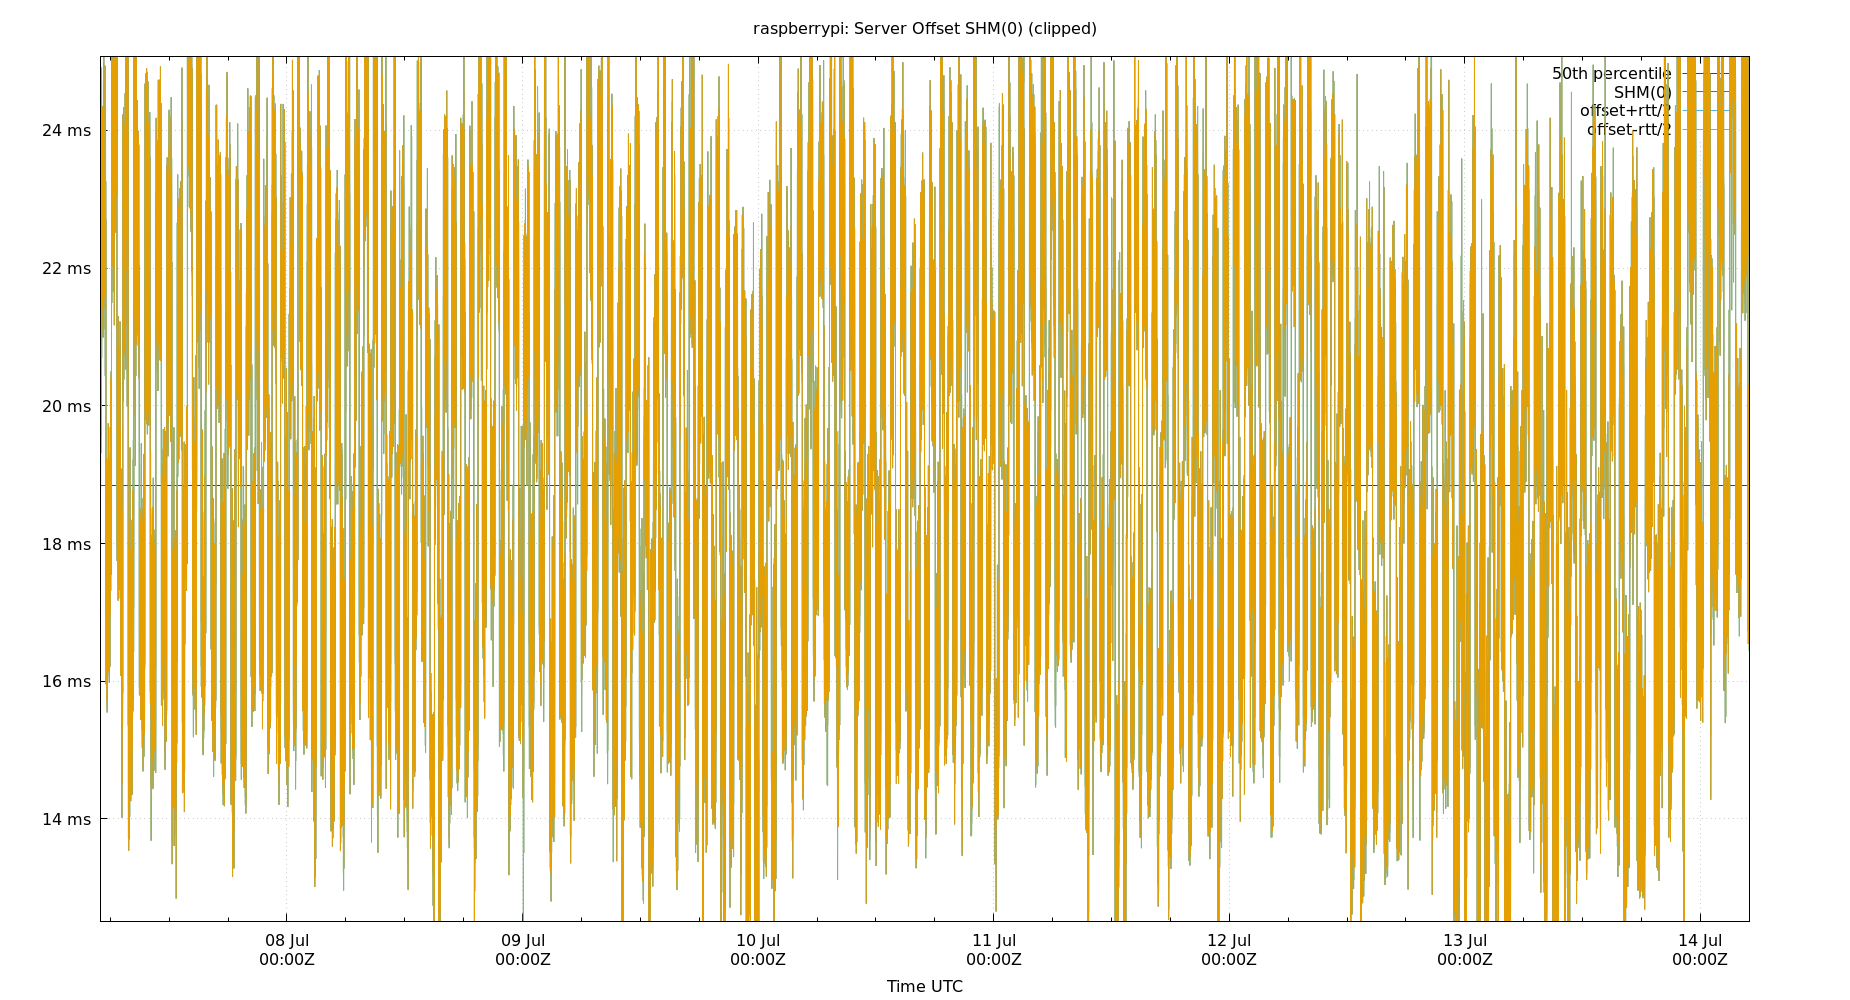 raspberrypi: Server Offset SHM(0) (clipped)
50th percentile
SHM(0)
offset+rtt/2
offset-rtt/2
24 ms
22 ms
20 ms
18 ms
16 ms
14 ms
08 Jul 09 Jul 10 Jul 11 Jul 12 Jul 13 Jul 14 Jul
00:00Z 00:00Z 00:00Z 00:00Z 00:00Z 00:00Z 00:00Z
Time UTC